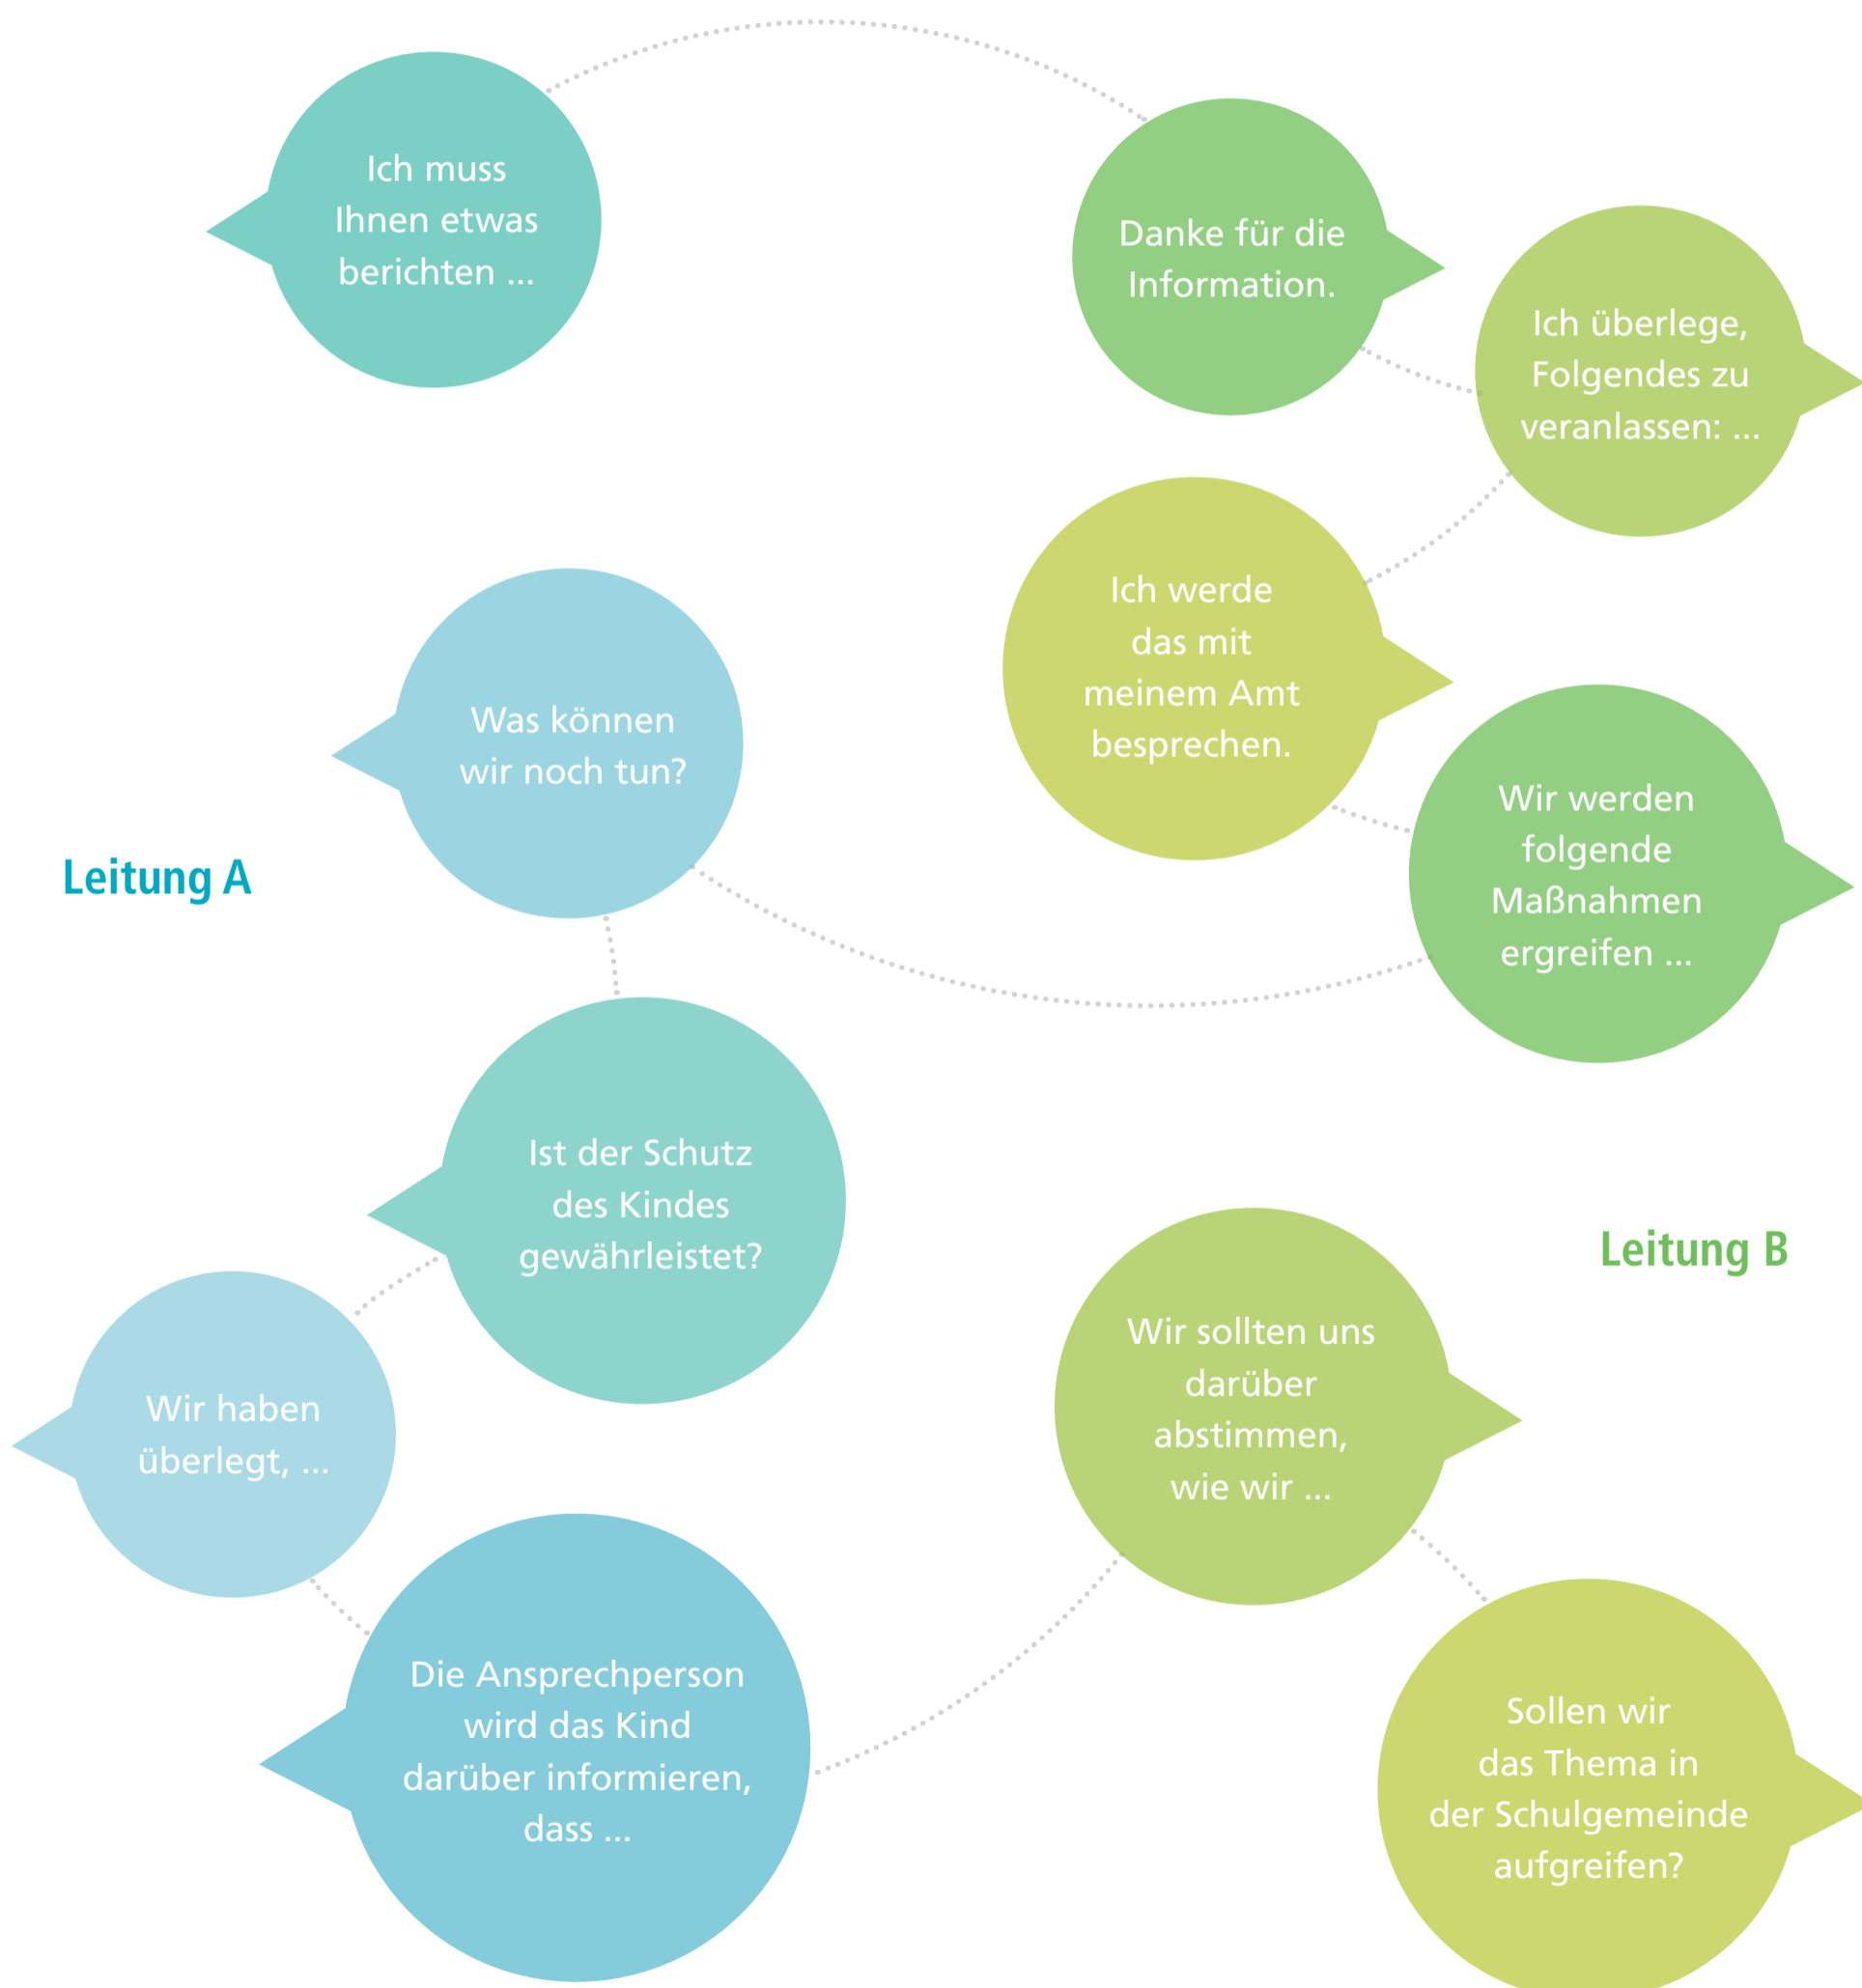 Ich muss
Ihnen etwas
berichten ...
Danke für die
Information.
Ich überlege,
Folgendes zu
veranlassen: ...
Ich werde
das mit
meinem Amt
besprechen.
Wir werden
folgende
Maßnahmen
ergreifen ...
Was können
wir noch tun?
Leitung A
Ist der Schutz
des Kindes
gewährleistet?
Wir haben
überlegt, ...
Die Ansprechperson
wird das Kind
darüber informieren,
dass ...
Leitung B
Wir sollten uns
darüber
abstimmen,
wie wir ...
Sollen wir
das Thema in
der Schulgemeinde
aufgreifen?